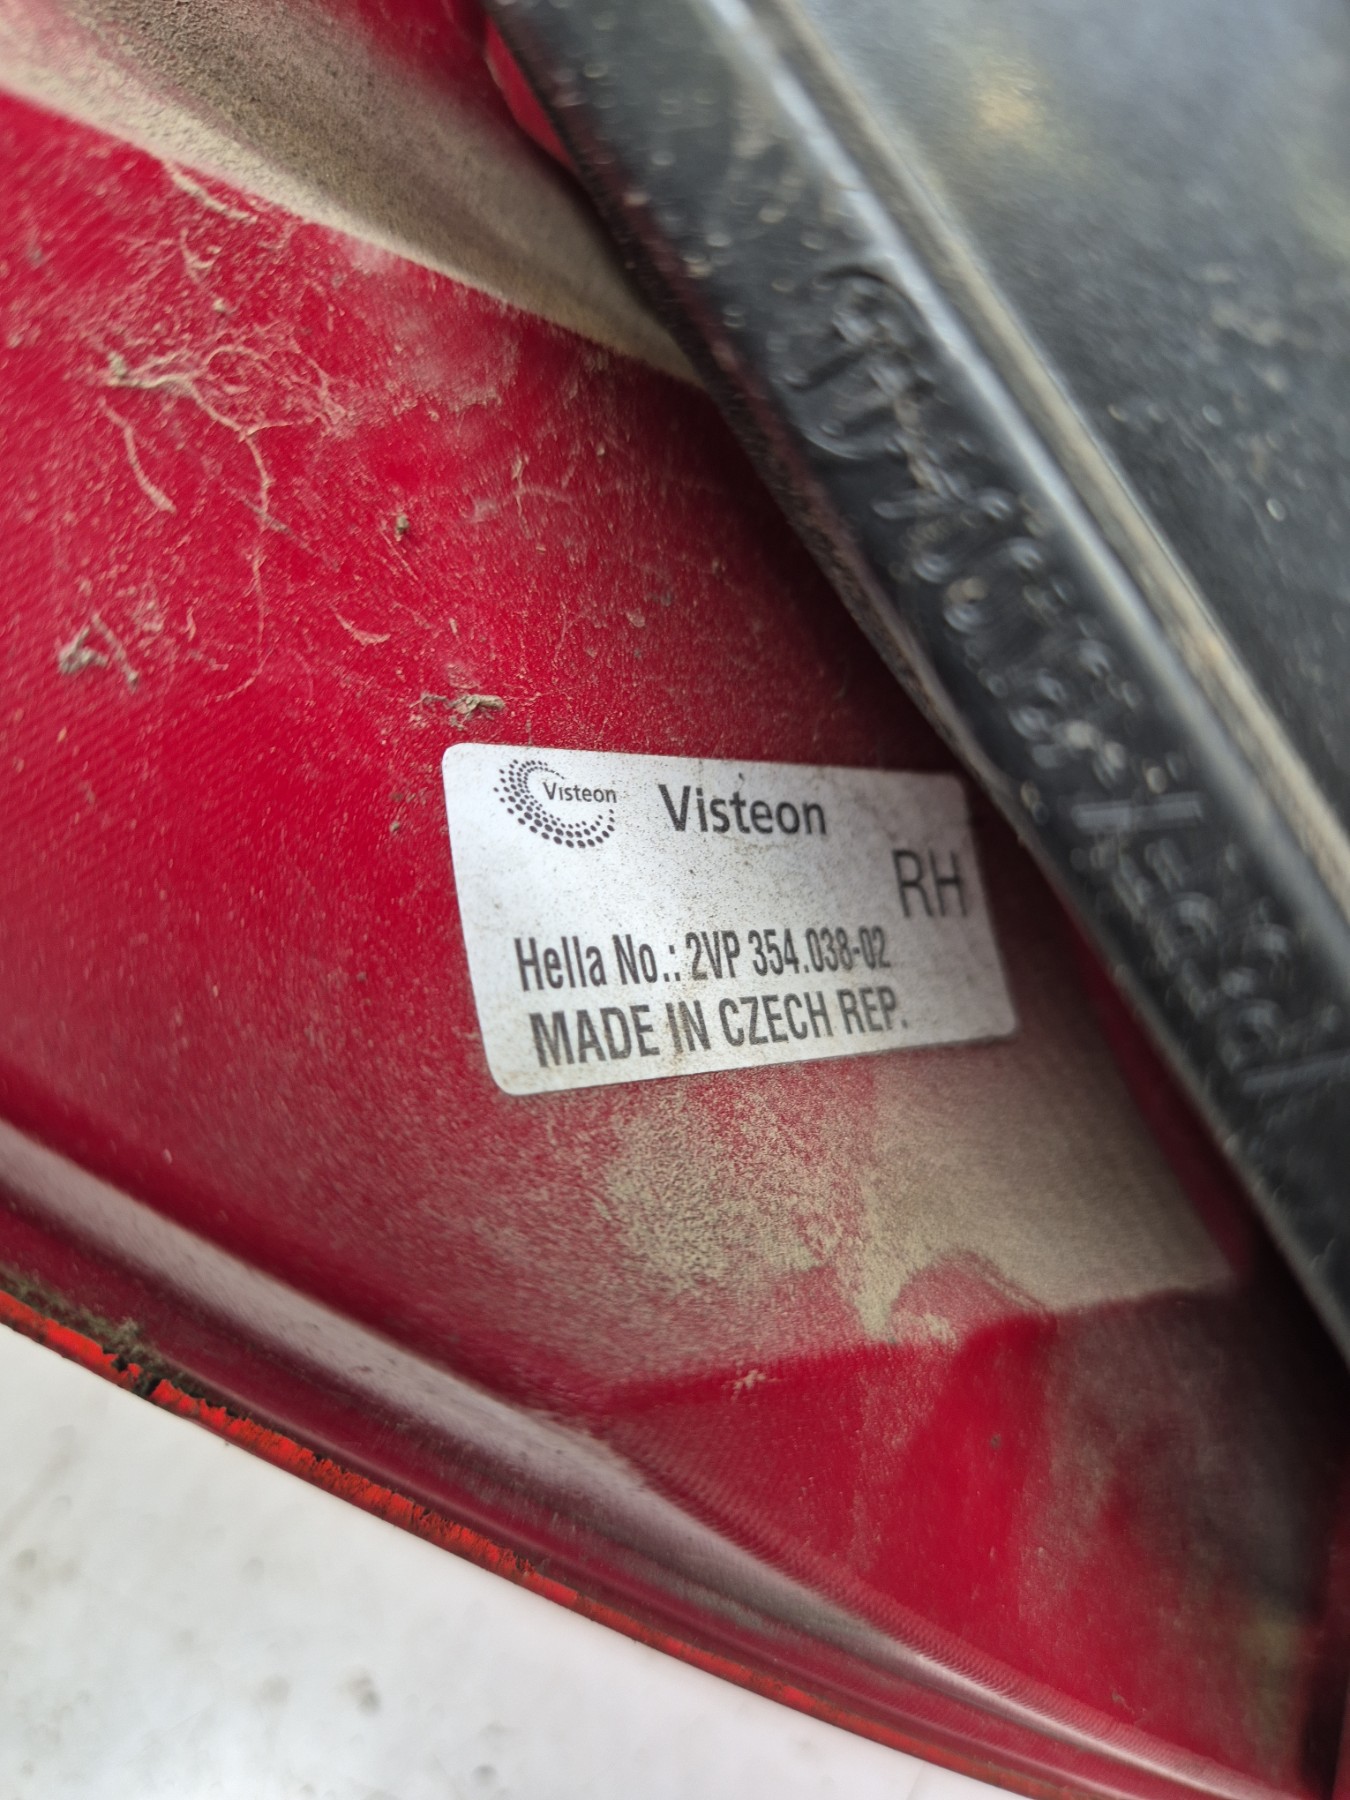 Visteon Visteon
RH
Hella No.: 2VP 354.038-02
MADE IN CZECH REP.